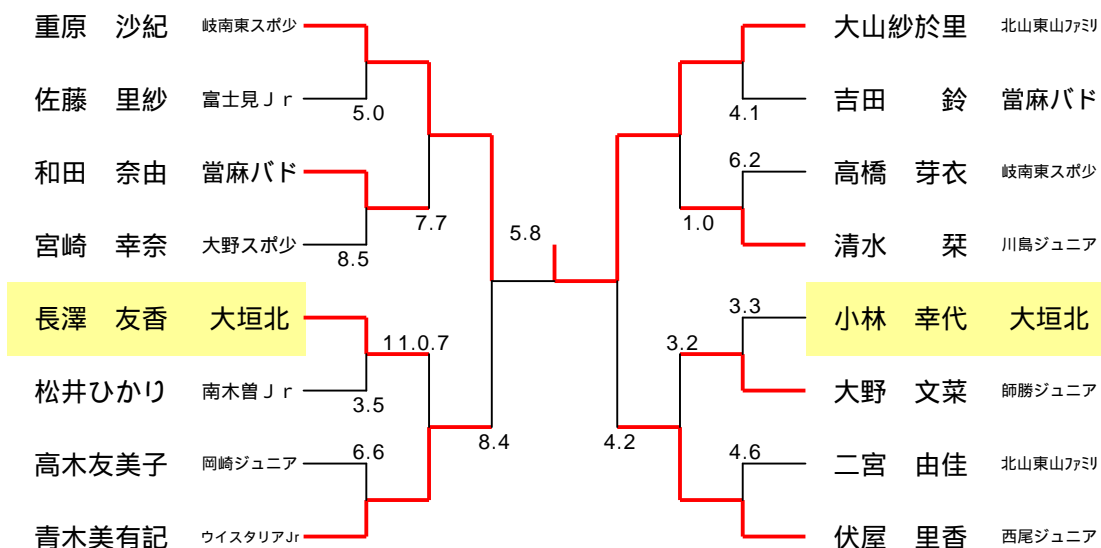 重原　沙紀 岐南東スポ少
佐藤　里紗 富士見Ｊｒ
5.0
和田　奈由 當麻バド
7.7
宮崎　幸奈 大野スポ少
8.5
長澤　友香 大垣北
11.0.7
松井ひかり 南木曽Ｊｒ
3.5
8.4
高木友美子 岡崎ジュニア
6.6
青木美有記 ウイスタリアJr
5.8
大山紗於里 北山東山ﾌｧﾐﾘ
4.1
吉田　　鈴 當麻バド
6.2
高橋　芽衣 岐南東スポ少
1.0
清水　　栞 川島ジュニア
3.3
小林　幸代 大垣北
3.2
大野　文菜 師勝ジュニア
4.2
4.6
二宮　由佳 北山東山ﾌｧﾐﾘ
伏屋　里香 西尾ジュニア